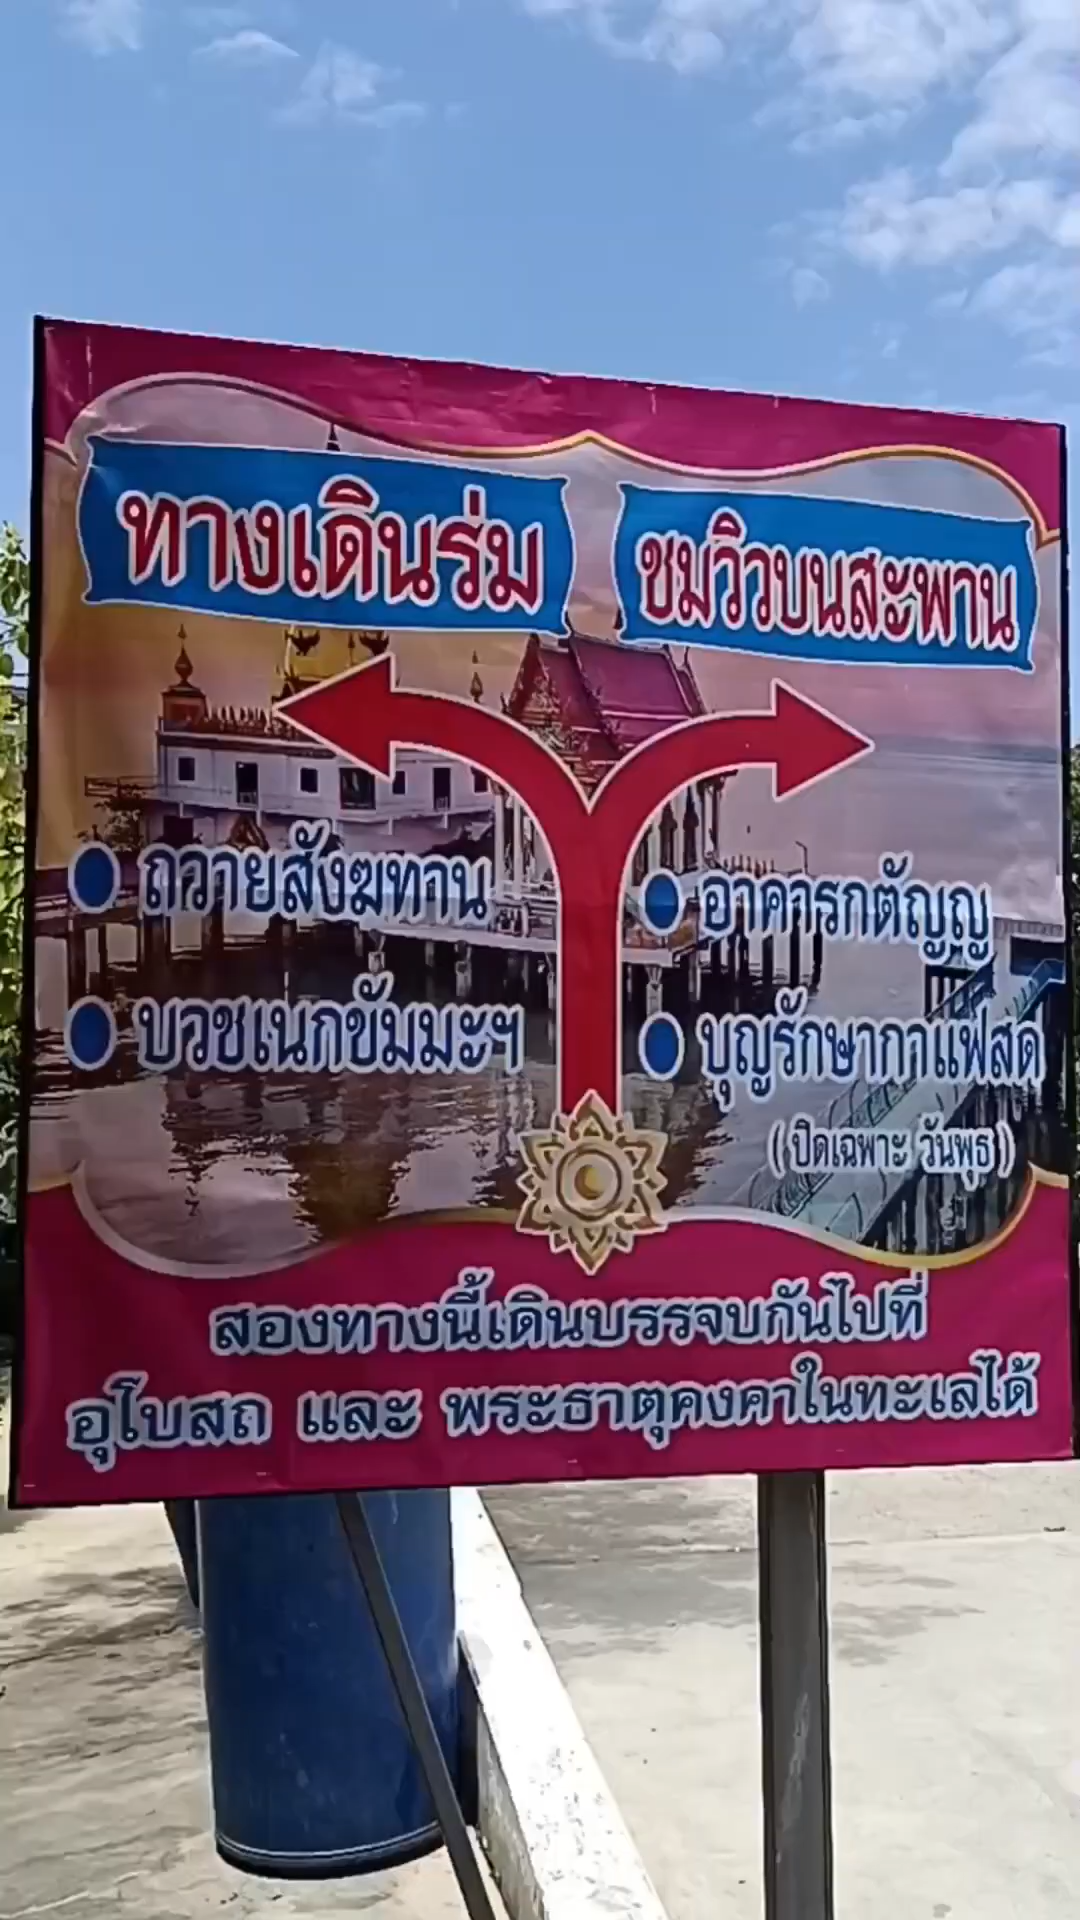 ทางเดินร่ม
ชมวิวบนสะพาน
ถวายสังฆทาน
บวชเนกขัมมะฯ
อาคารกตัญญู
บุญรักษากาแฟสด
(ปิดเฉพาะ วันพุธ)
สองทางนี้เดินบรรจบกันไปที่
อุโบสถ และ พระธาตุคงคาในทะเลได้